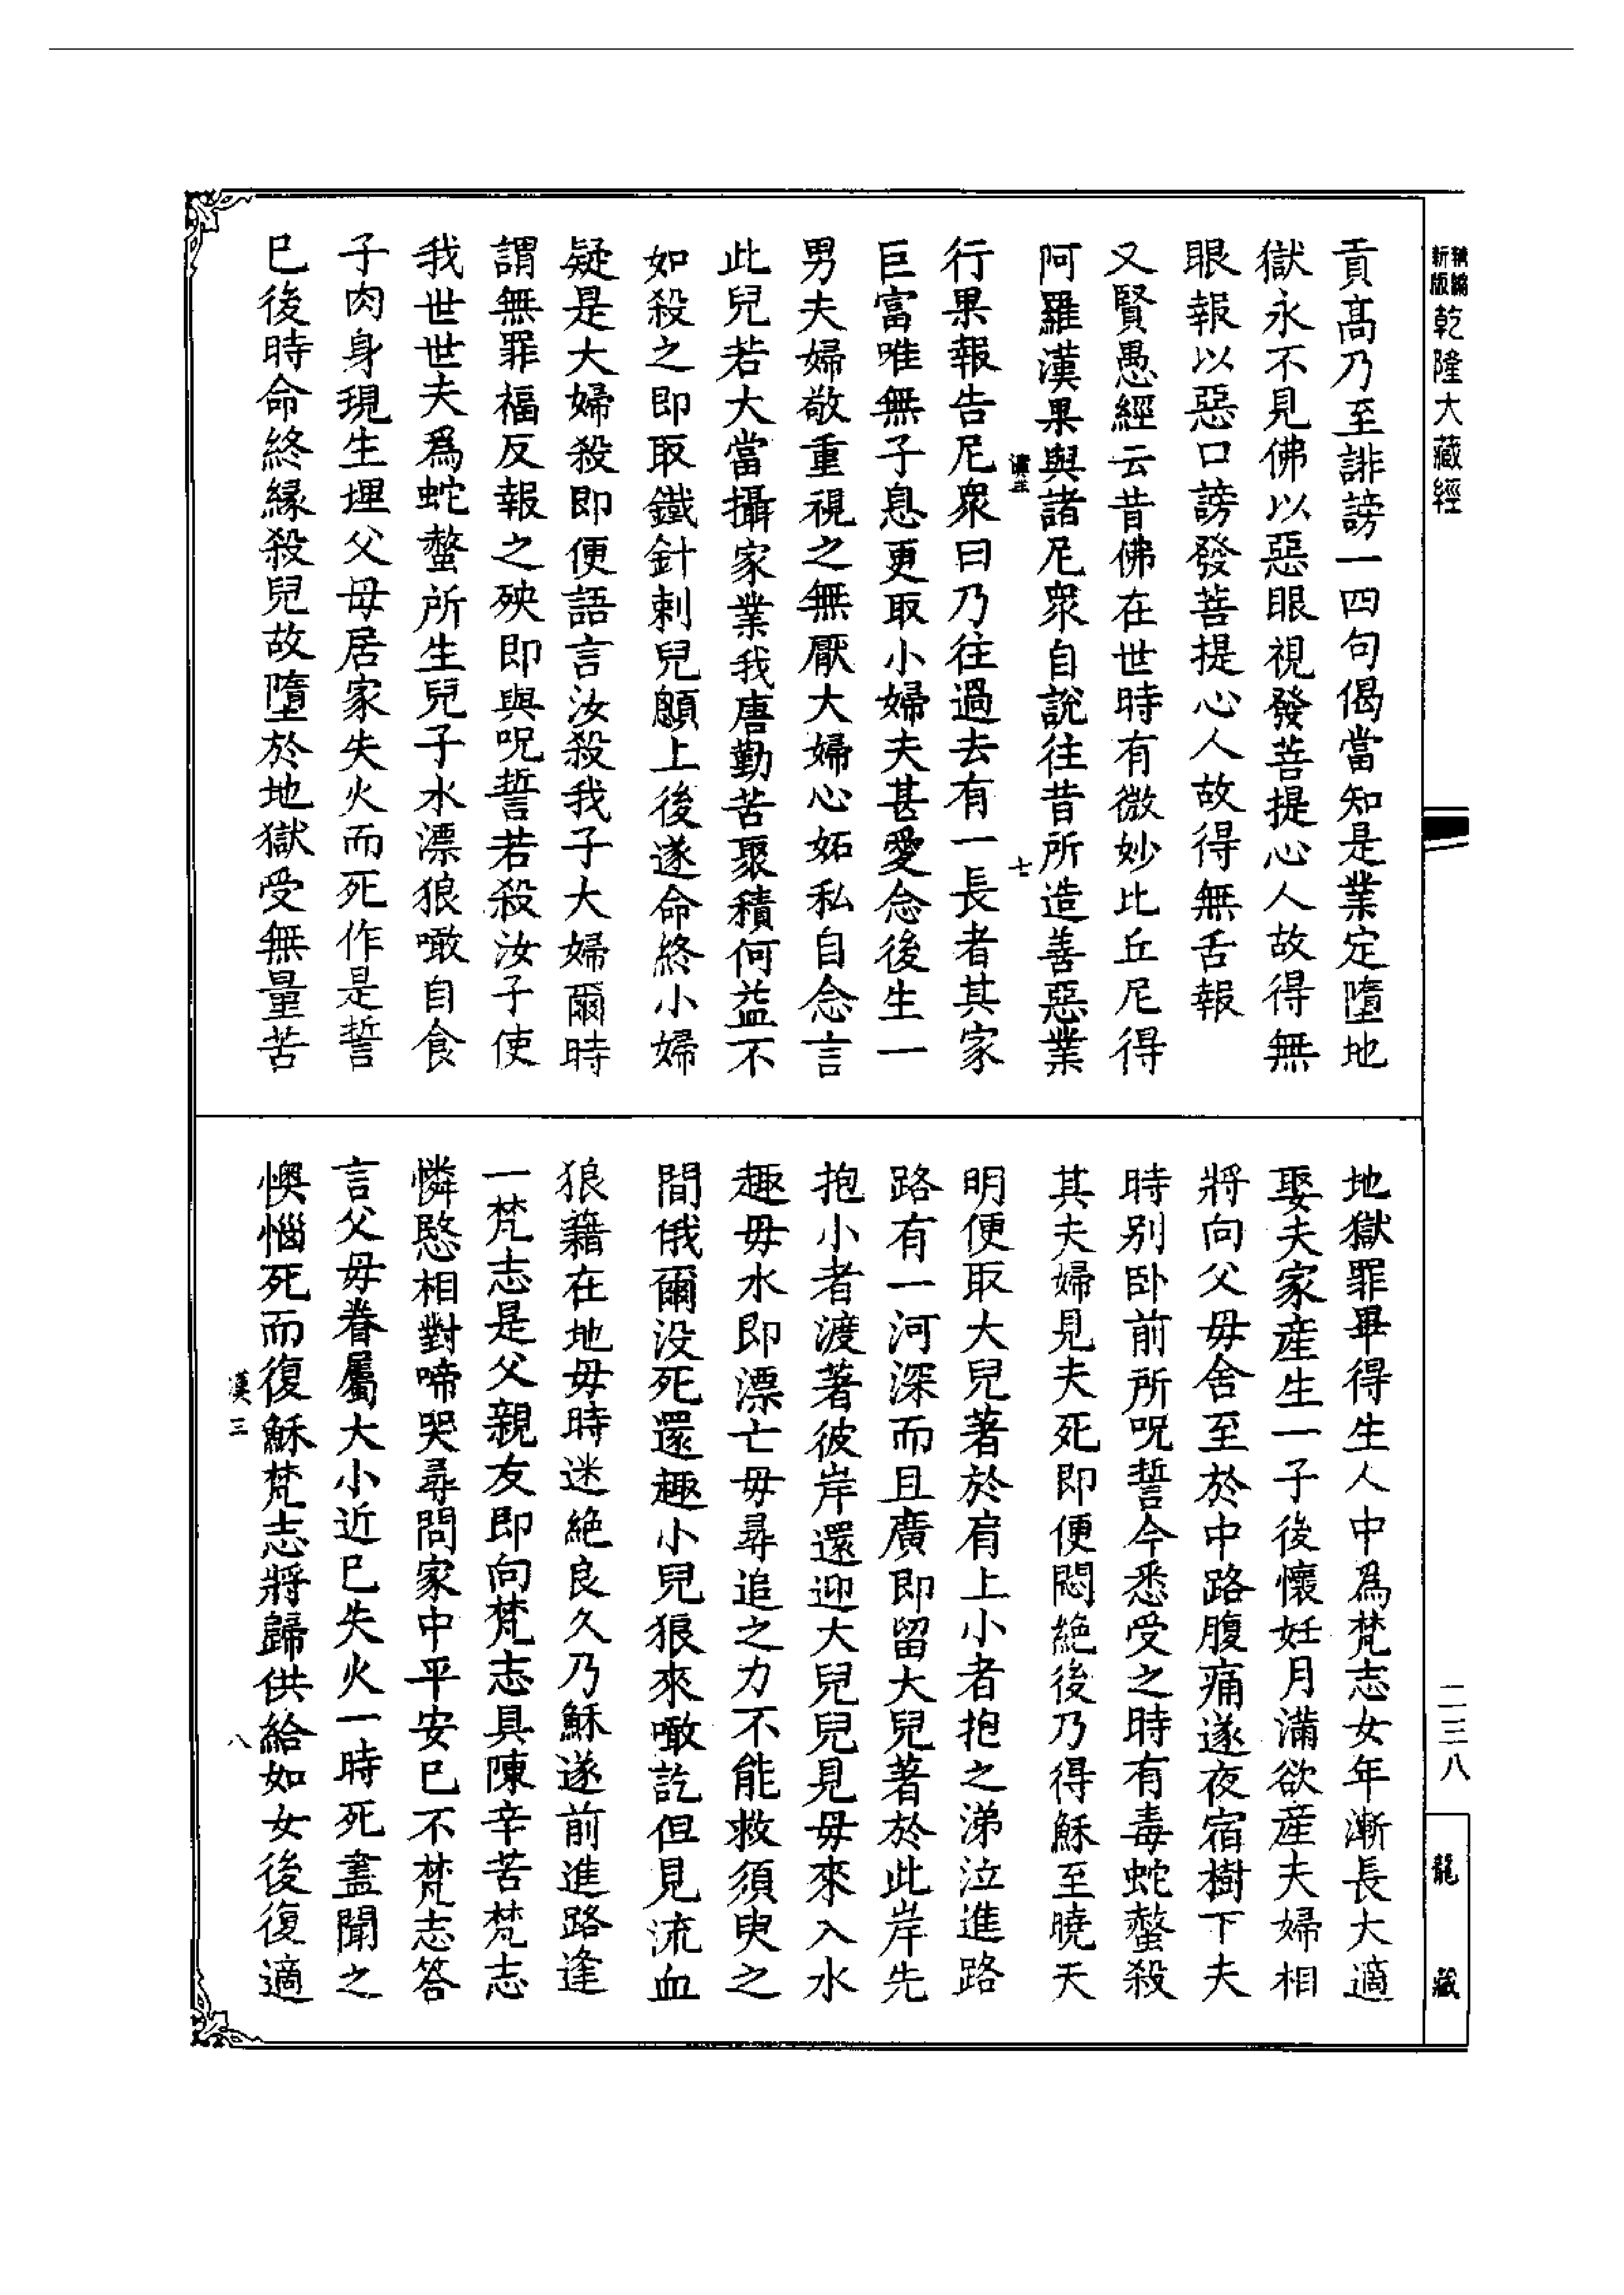 新編
縮版
乾隆大藏經
貢高乃至誹謗一四句偈當知是業定墮地
獄永不見佛以惡眼視發菩提心人故得無
眼報以惡口謗發菩提心人故得無舌報
又賢愚經云昔佛在世時有微妙比丘尼得
阿羅漢果與諸尼衆自說往昔所造善惡業
七
行果報告尼衆曰乃往過去有一長者其家
巨富唯無子息更取小婦夫甚愛念後生一
男夫婦敬重視之無厭大婦心妬私自念言
此兒若大當攝家業我唐勤苦聚積何益不
如殺之即取鐵針刺兒顖上後遂命終小婦
疑是大婦殺即便語言汝殺我子大婦爾時
謂無罪福反報之殃即與呪誓若殺汝子使
我世世夫爲蛇螫所生兒子水漂狼噉自食
子肉身現生埋父毋居家失火而死作是誓
巳後時命終緣殺兒故墮於地獄受無量苦
地獄罪畢得生人中為梵志女年漸長大適
娶夫家產生一子後懷妊月滿欲產夫婦相
將向父毋舍至於中路腹痛遂夜宿樹下夫
時别卧前所呪誓今悉受之時有毒蛇螫殺
其夫婦見夫死即便悶絕後乃得穌至曉天
明便取大兒著於肩上小者抱之涕泣進路
路有一河深而且廣即留大兒著於此岸先
抱小者渡著彼岸還迎大兒兒見毋來入水
趣毋水即漂亡毋尋追之力不能救須臾之
間俄爾没死還趣小兒狼來噉訖但見流血
狼藉在地毋時迷絕良久乃穌遂前進路逢
一梵志是父親友即向梵志具陳辛苦梵志
憐愍相對啼哭尋問家中平安巳不梵志答
言父毋眷屬大小近巳失火一時死盡聞之
懊惱死而復穌梵志將歸供給如女後復適
漢三
八
二三八
龍藏